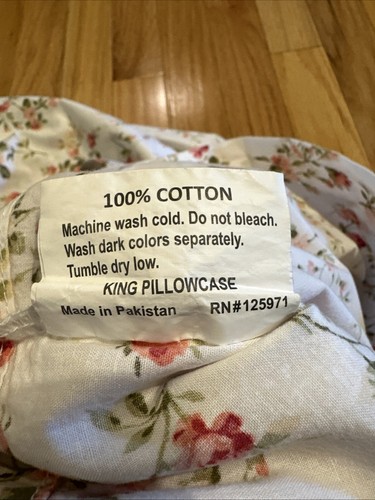 100% COTTON
Machine wash cold. Do not bleach.
Wash dark colors separately.
Tumble dry low.
KING PILLOWCASE
Made in Pakistan RN#125971